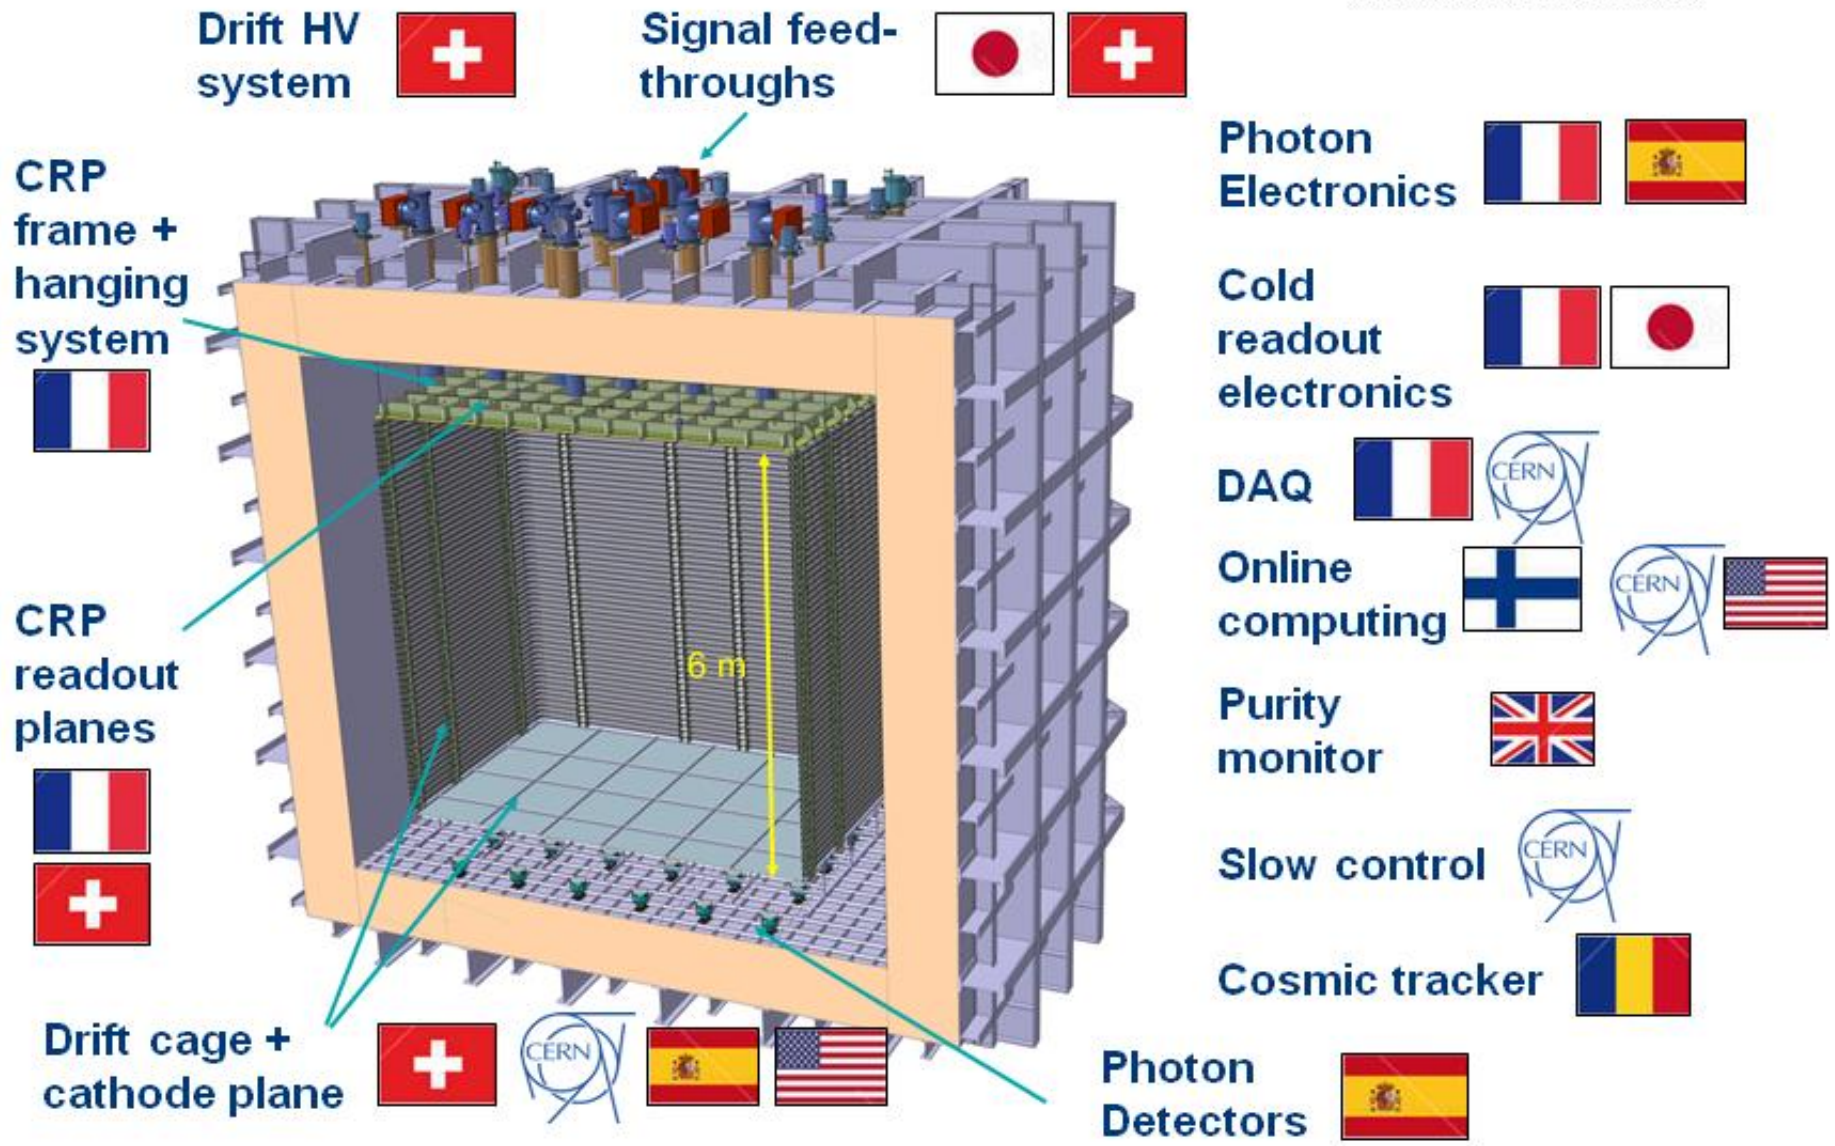 Drift HV
system
Signal feed-
throughs
CRP
frame +
hanging
system
CRP
readout
planes
Drift cage +
cathode plane
CERN
6 m
Photon
Electronics
Cold
readout
electronics
DAQ
CERN
Online
computing
CERN
Purity
monitor
Slow control
CERN
Cosmic tracker
Photon
Detectors